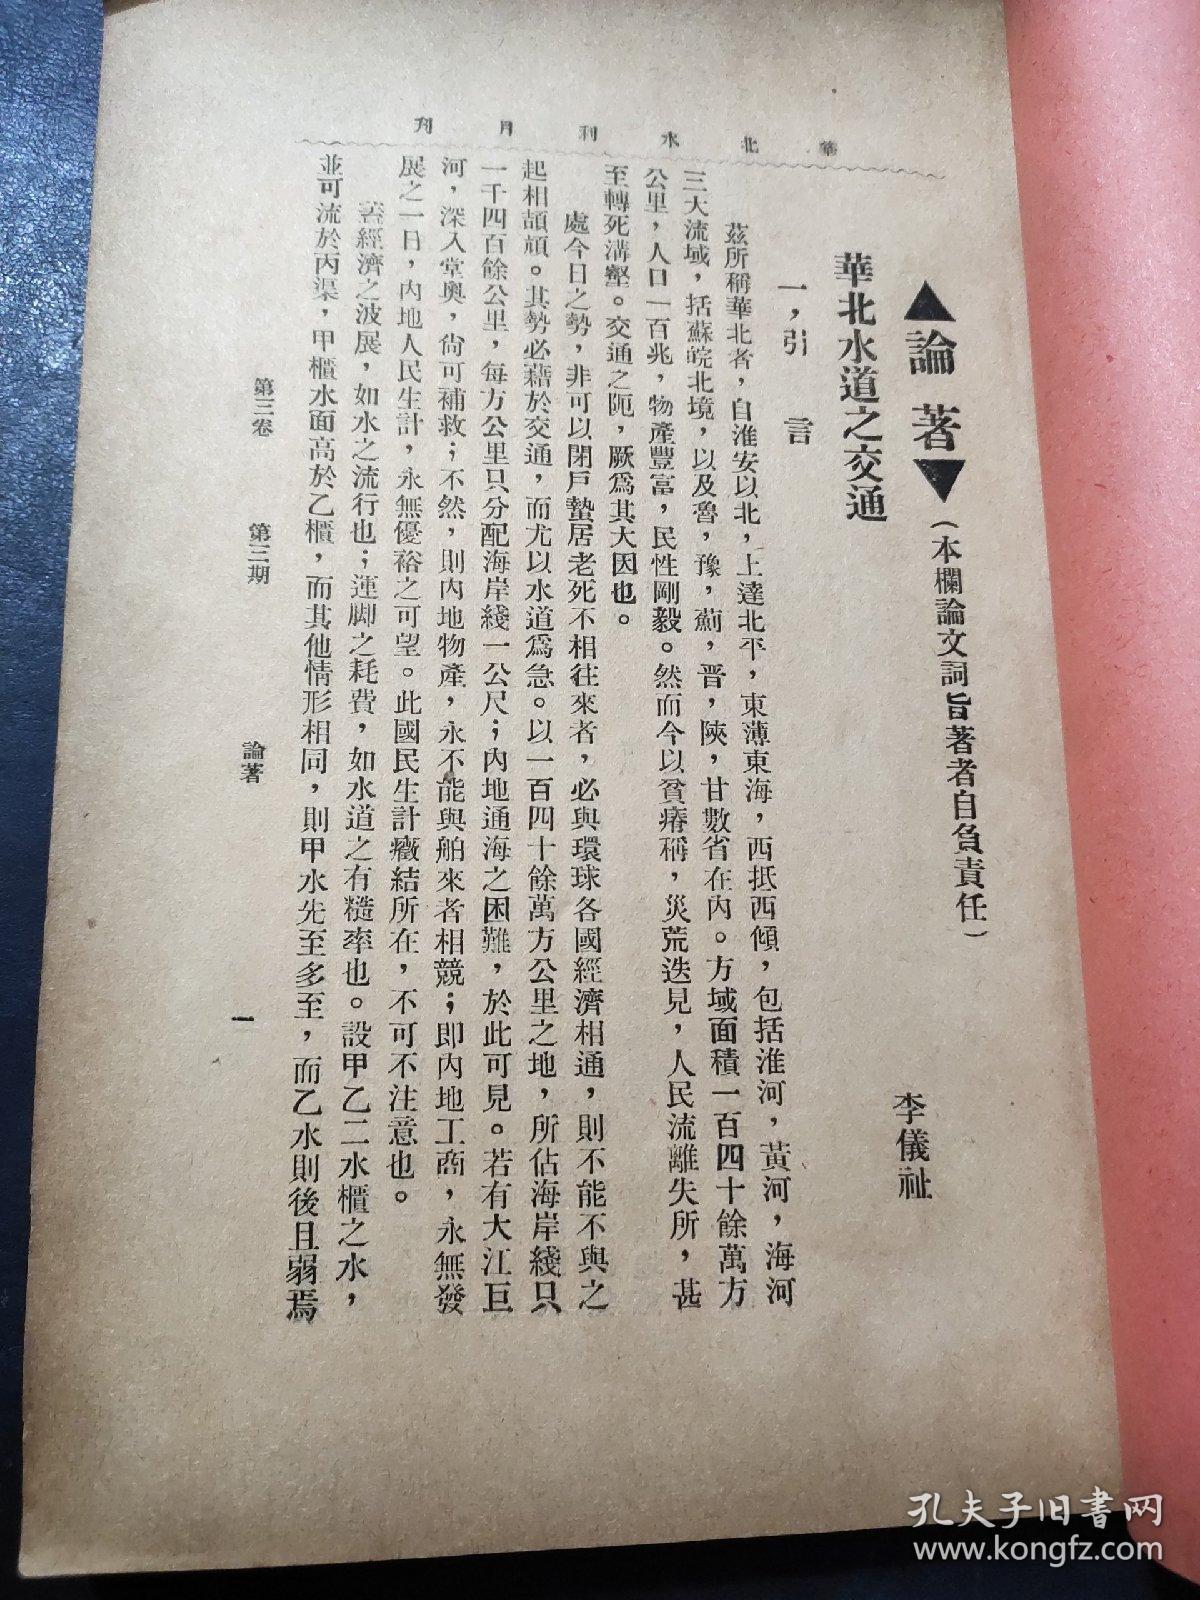 華北水利月刊
▲論著▼（本欄論文詞旨著者自負責任）
華北水道之交通
李儀祉
一，引言
茲所稱華北者，自淮安以北，上達北平，東薄東海，西抵西傾，包括淮河，黃河，海河
三大流域，括蘇皖北境，以及魯，豫，薊，晋，陝，甘數省在內。方域面積一百四十餘萬方
公里，人口一百兆，物產豐富，民性剛毅。然而今以貧瘠稱，災荒迭見，人民流離失所，甚
至轉死溝壑。交通之阨，厥爲其大因也。
處今日之勢，非可以閉戶蟄居老死不相往來者，必與環球各國經濟相通，則不能不與之
起相頡頏。其勢必藉於交通，而尤以水道爲急。以一百四十餘萬方公里之地，所佔海岸綫只
一千四百餘公里，每方公里只分配海岸綫一公尺；內地通海之困難，於此可見。若有大江巨
河，深入堂奧，尙可補救；不然，則內地物產，永不能與舶來者相競；即內地工商，永無發
展之一日，內地人民生計，永無優裕之可望。此國民生計癥結所在，不可不注意也。
蓋經濟之波展，如水之流行也；運脚之耗費，如水道之有糙率也。設甲乙二水櫃之水，
並可流於丙渠，甲櫃水面高於乙櫃，而其他情形相同，則甲水先至多至，而乙水則後且弱焉
第三卷 第三期 論著 一
孔夫子旧书网
www.kongfz.com